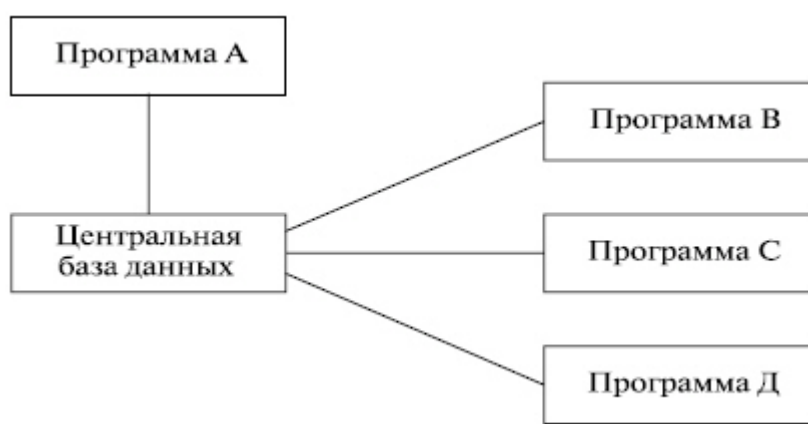 Программа А
Программа В
Центральная
база данных
Программа С
Программа Д